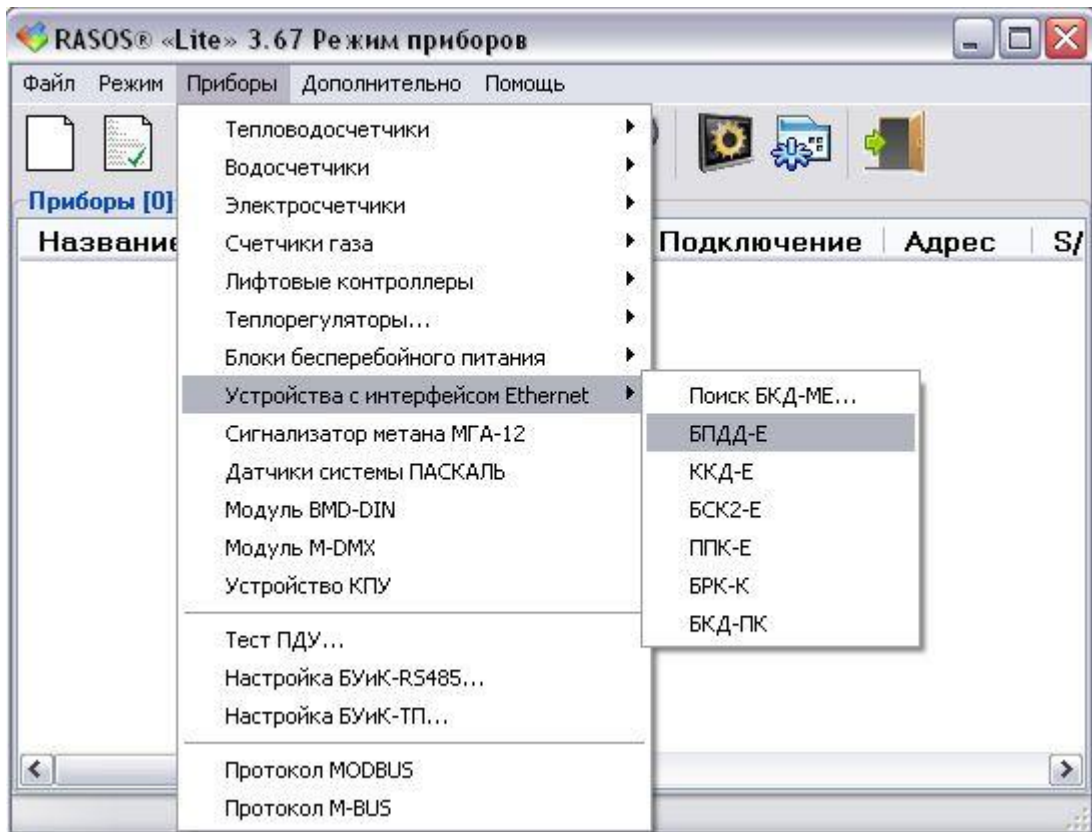 RASOS® «Lite» 3.67 Режим приборов
Файл Режим Приборы Дополнительно Помощь
Приборы [0]
Название Подключение Адрес S/
Тепловодосчетчики
Водосчетчики
Электросчетчики
Счетчики газа
Лифтовые контроллеры
Теплорегуляторы...
Блоки бесперебойного питания
Устройства с интерфейсом Ethernet
Сигнализатор метана МГА-12
Датчики системы ПАСКАЛЬ
Модуль BMD-DIN
Модуль M-DMX
Устройство КПУ
Тест ПДУ...
Настройка БУиК-RS485...
Настройка БУиК-ТП...
Протокол MODBUS
Протокол M-BUS
Поиск БКД-МЕ...
БПДД-Е
ККД-Е
БСК2-Е
ППК-Е
БРК-К
БКД-ПК